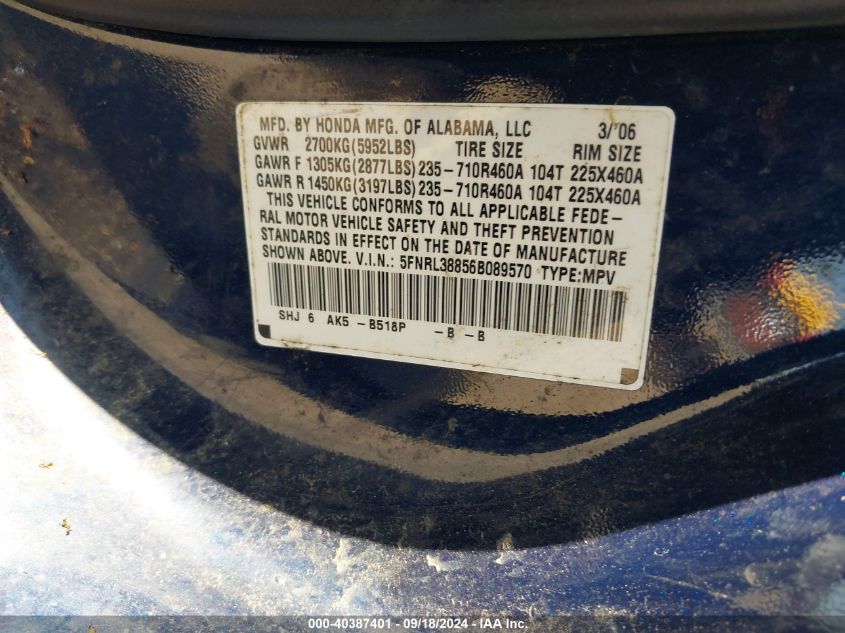 MFD. BY HONDA MFG. OF ALABAMA, LLC 3/'06
GVWR 2700KG(5952LBS) TIRE SIZE RIM SIZE
GAWR F 1305KG(2877LBS) 235-710R460A 104T 225X460A
GAWR R 1450KG(3197LBS) 235-710R460A 104T 225X460A
THIS VEHICLE CONFORMS TO ALL APPLICABLE FEDE-
RAL MOTOR VEHICLE SAFETY AND THEFT PREVENTION
STANDARDS IN EFFECT ON THE DATE OF MANUFACTURE
SHOWN ABOVE. V.I.N.: 5FNRL38856B089570 TYPE:MPV
SHJ 6 AK5 -B518P -B -B
000-40387401 - 09/18/2024 - IAAI - Sun Auctions, Inc.